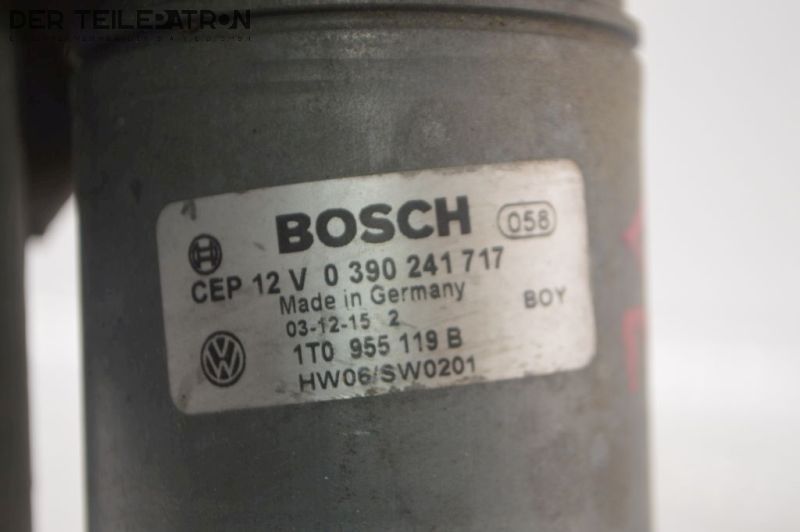 DER TEILEPATRON
BOSCH 058
CEP 12 V 0 390 241 717
Made in Germany BOY
03-12-15 2
1T0 955 119 B
HW06/SW0201